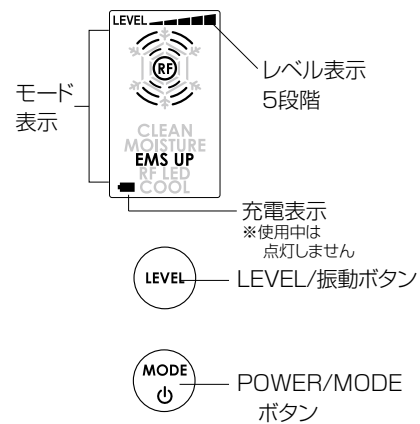 LEVEL
RF
レベル表示
5段階
モード
表示
CLEAN
MOISTURE
EMS UP
RF LED
COOL
充電表示
※使用中は
点灯しません
LEVEL
LEVEL/振動ボタン
MODE
POWER/MODE
ボタン